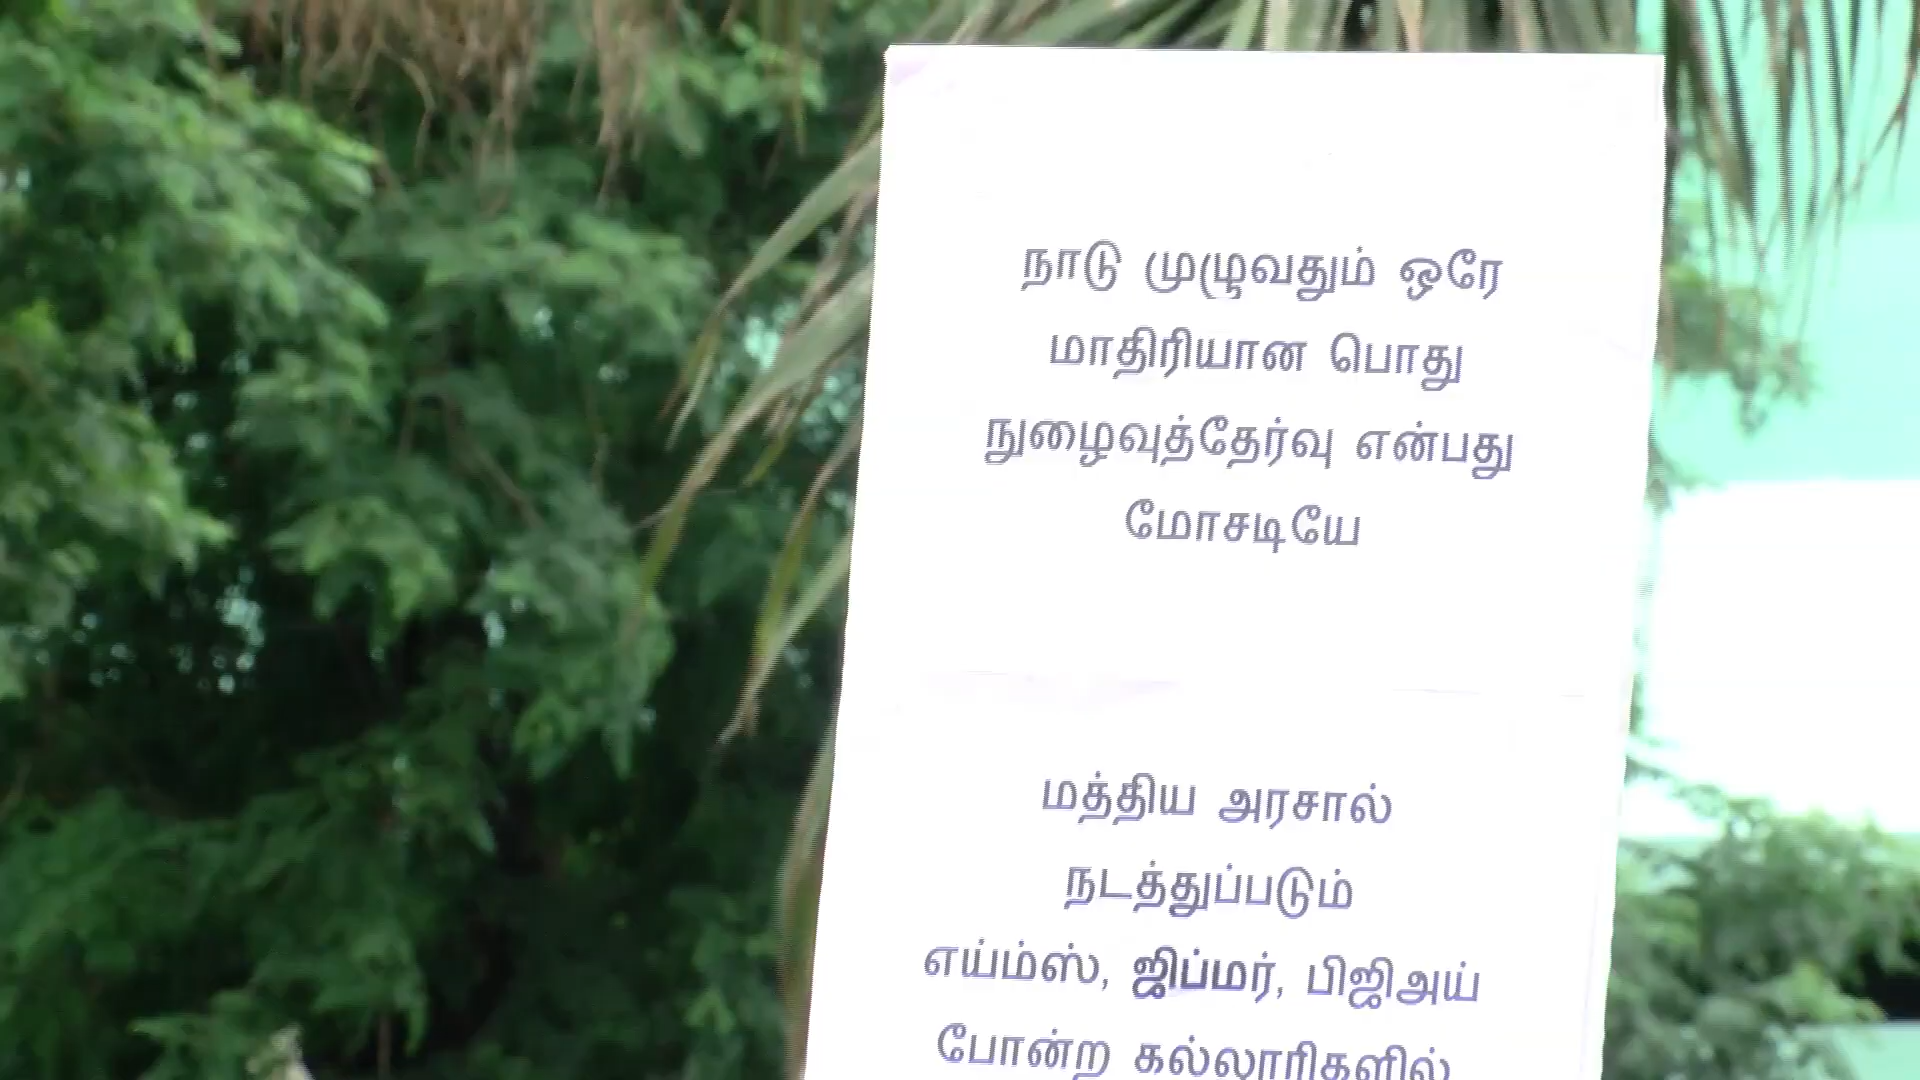 நாடு முழுவதும் ஒரே
மாதிரியான பொது
நுழைவுத்தேர்வு என்பது
மோசடியே
மத்திய அரசால்
நடத்துப்படும்
எய்ம்ஸ், ஜிப்மர், பிஜிஅய்
போன்ற கல்லூரிகளில்